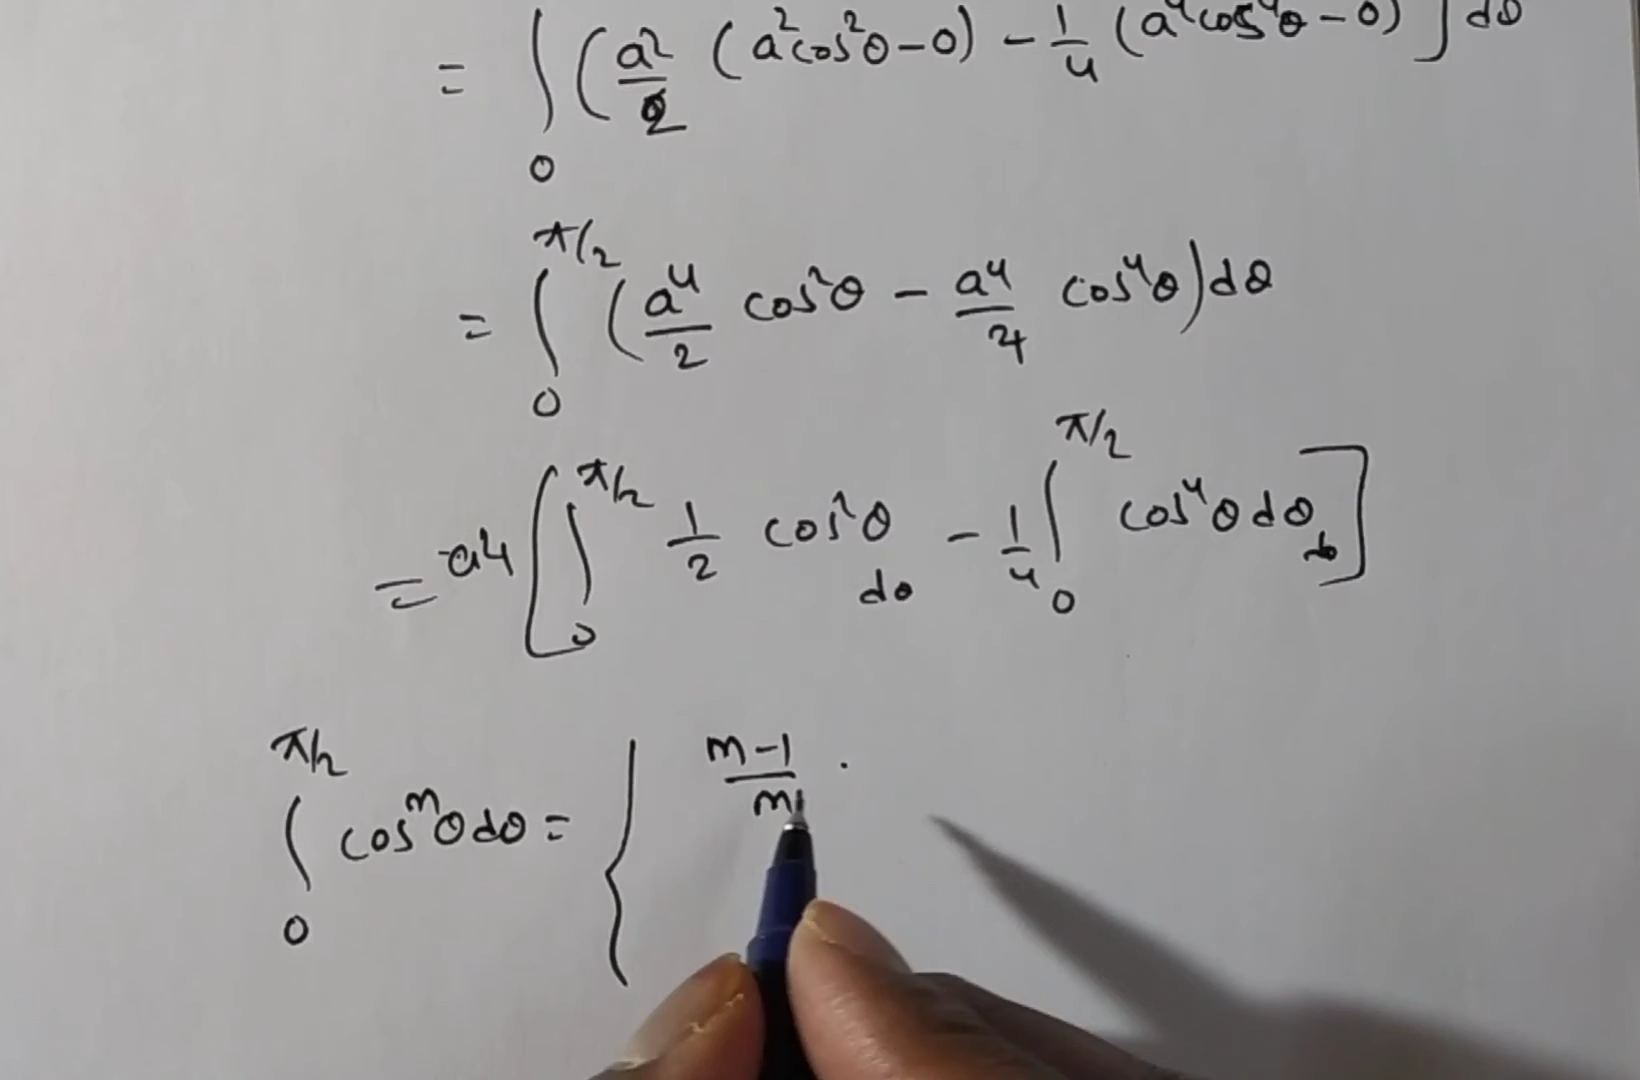 = ∫₀ (a²/2 (a²cos²θ-0) - 1/4 (a⁴cos⁴θ-0)] dθ
= ∫₀^(π/2) (a⁴/2 cos²θ - a⁴/4 cos⁴θ) dθ
= a⁴ [∫₀^(π/2) 1/2 cos²θ dθ - 1/4 ∫₀^(π/2) cos⁴θ dθ]
∫₀^(π/2) cosᵐθ dθ = { (m-1)/m ·